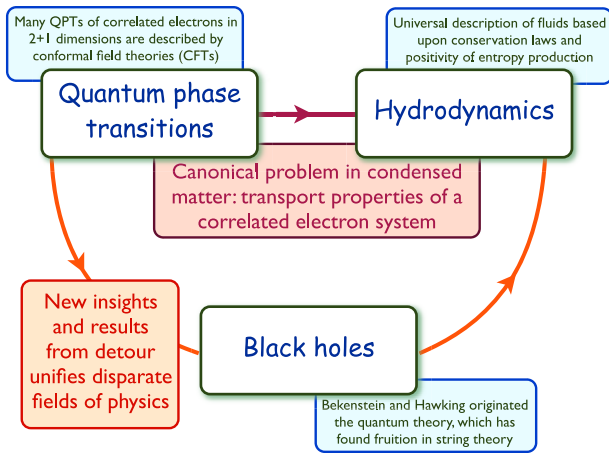 Many QPTs of correlated electrons in
2+1 dimensions are described by
conformal field theories (CFTs)
Universal description of fluids based
upon conservation laws and
positivity of entropy production
Quantum phase
transitions
Hydrodynamics
Canonical problem in condensed
matter: transport properties of a
correlated electron system
New insights
and results
from detour
unifies disparate
fields of physics
Black holes
Bekenstein and Hawking originated
the quantum theory, which has
found fruition in string theory